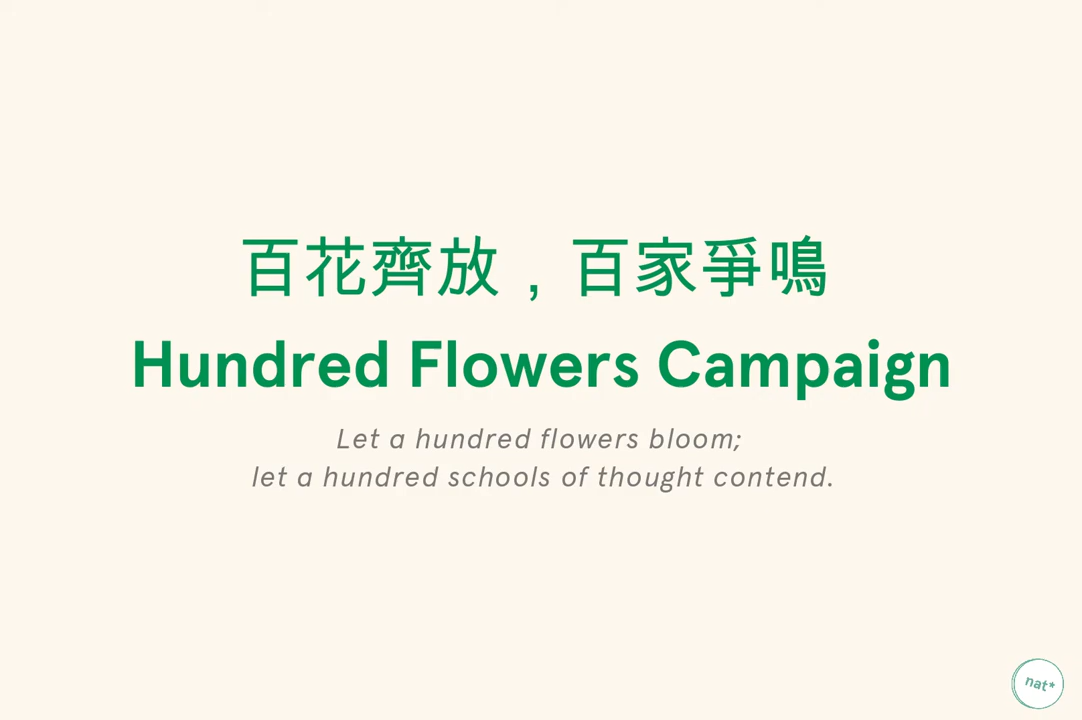 百花齊放，百家爭鳴
Hundred Flowers Campaign
Let a hundred flowers bloom;
let a hundred schools of thought contend.
nat*